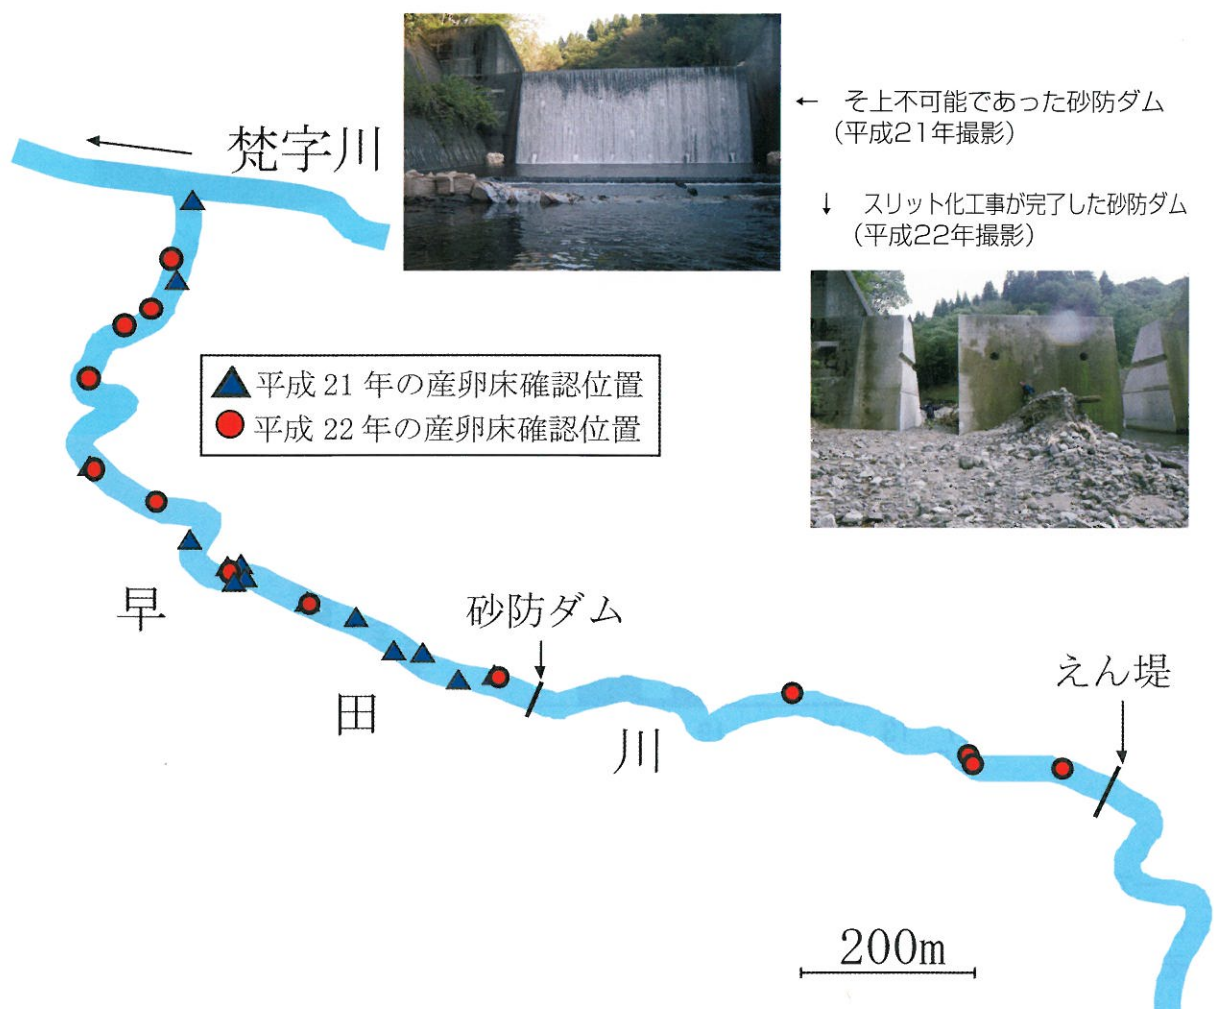 ← そ上不可能であった砂防ダム
（平成21年撮影）
梵字川
↓ スリット化工事が完了した砂防ダム
（平成22年撮影）
▲平成 21 年の産卵床確認位置
●平成 22 年の産卵床確認位置
早
田
川
砂防ダム
えん堤
200m